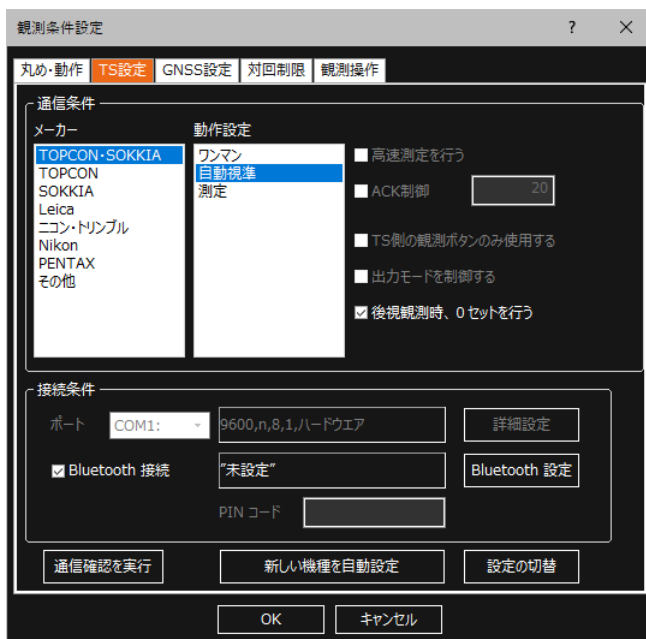 観測条件設定 ? ×
丸め・動作 TS設定 GNSS設定 対回制限 観測操作
通信条件
メーカー 動作設定
TOPCON・SOKKIA ワンマン 高速測定を行う
TOPCON 自動視準
SOKKIA 測定 ACK制御 20
Leica
ニコン・トリンブル
Nikon TS側の観測ボタンのみ使用する
PENTAX
その他 出力モードを制御する
後視観測時、0セットを行う
接続条件
ポート COM1: 9600,n,8,1,ハードウエア 詳細設定
Bluetooth 接続 "未設定" Bluetooth 設定
PIN コード
通信確認を実行 新しい機種を自動設定 設定の切替
OK キャンセル